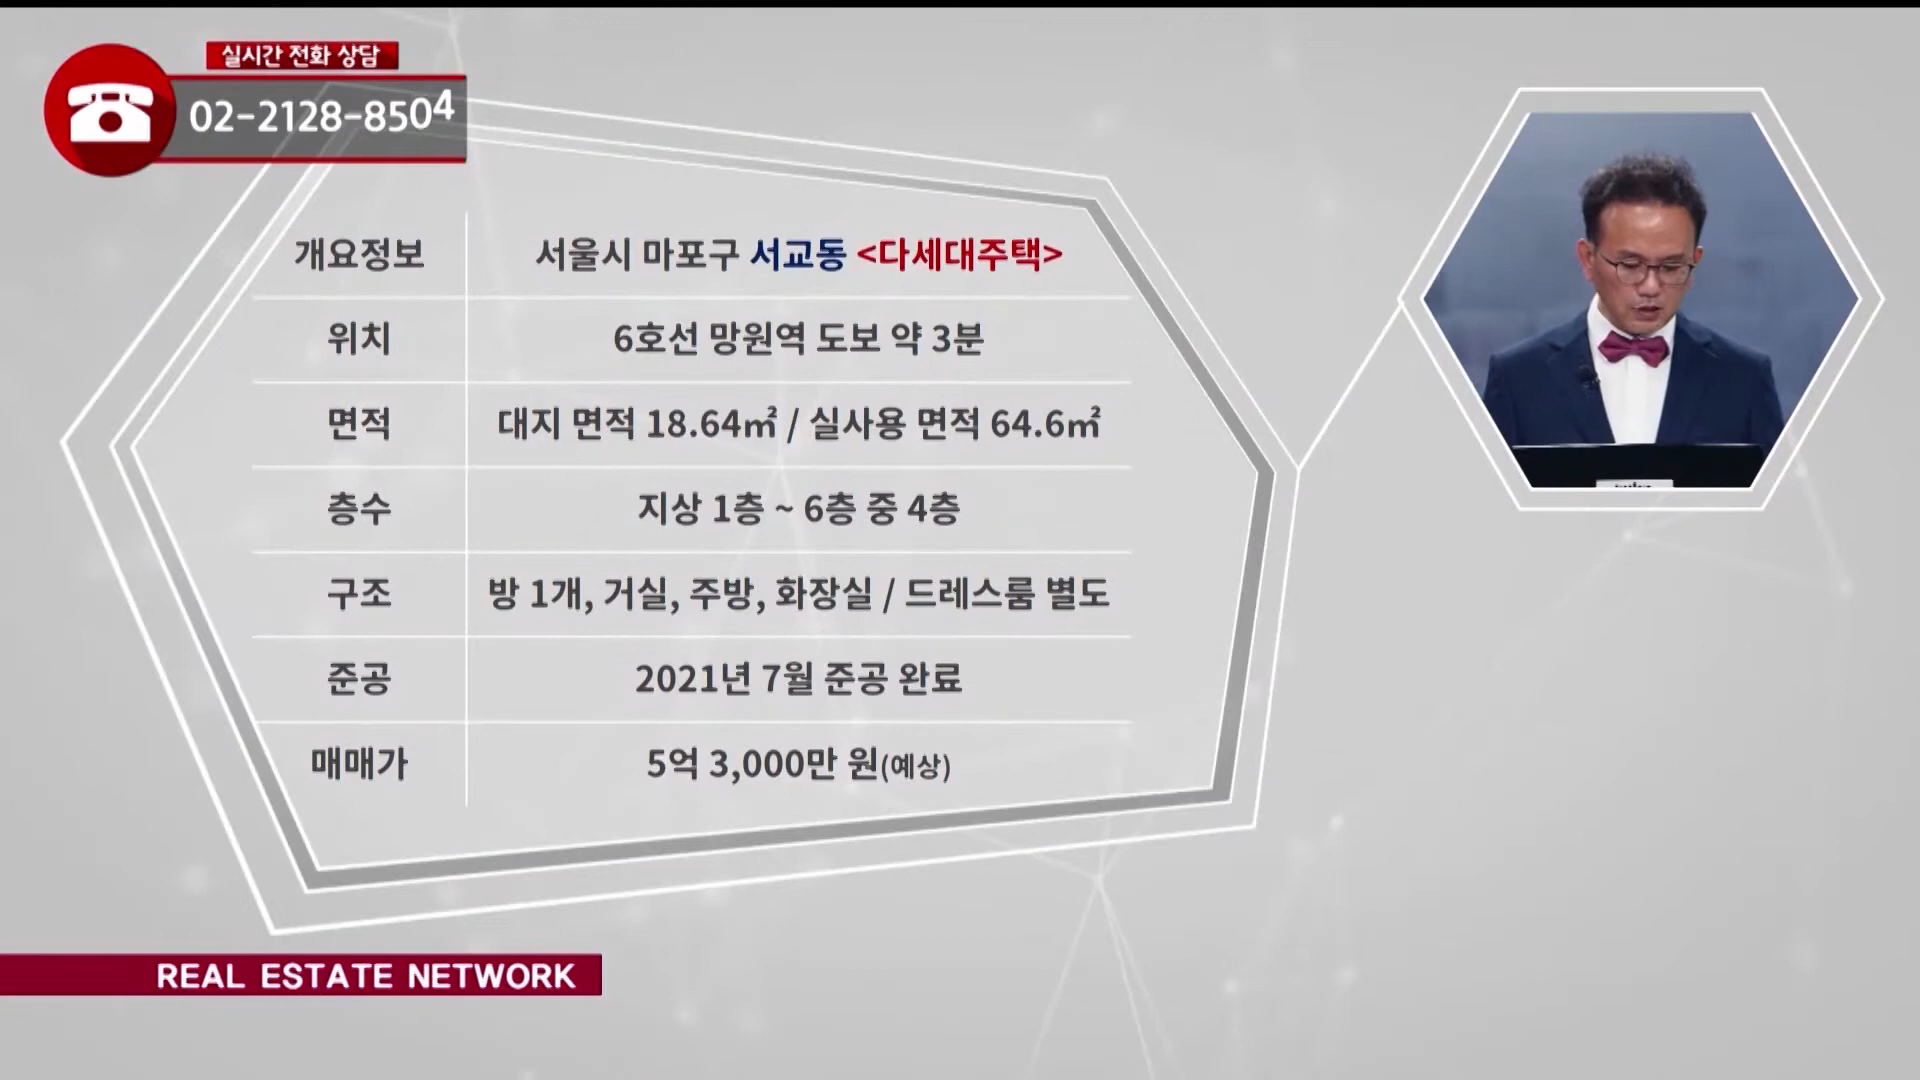 실시간 전화 상담
02-2128-8504
개요정보 서울시 마포구 서교동 <다세대주택>
위치 6호선 망원역 도보 약 3분
면적 대지 면적 18.64㎡ / 실사용 면적 64.6㎡
층수 지상 1층 ~ 6층 중 4층
구조 방 1개, 거실, 주방, 화장실 / 드레스룸 별도
준공 2021년 7월 준공 완료
매매가 5억 3,000만 원(예상)
REAL ESTATE NETWORK